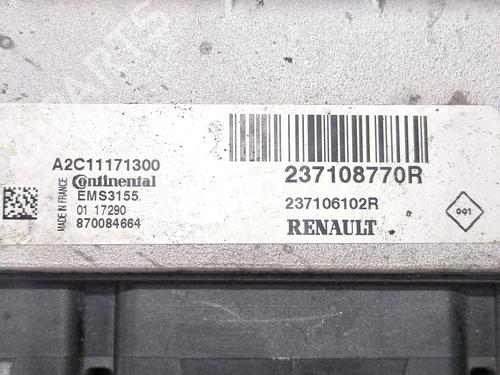 A2C11171300
Continental
EMS3155
01 17290
870084664
MADE IN FRANCE
237108770R
237106102R
RENAULT
001